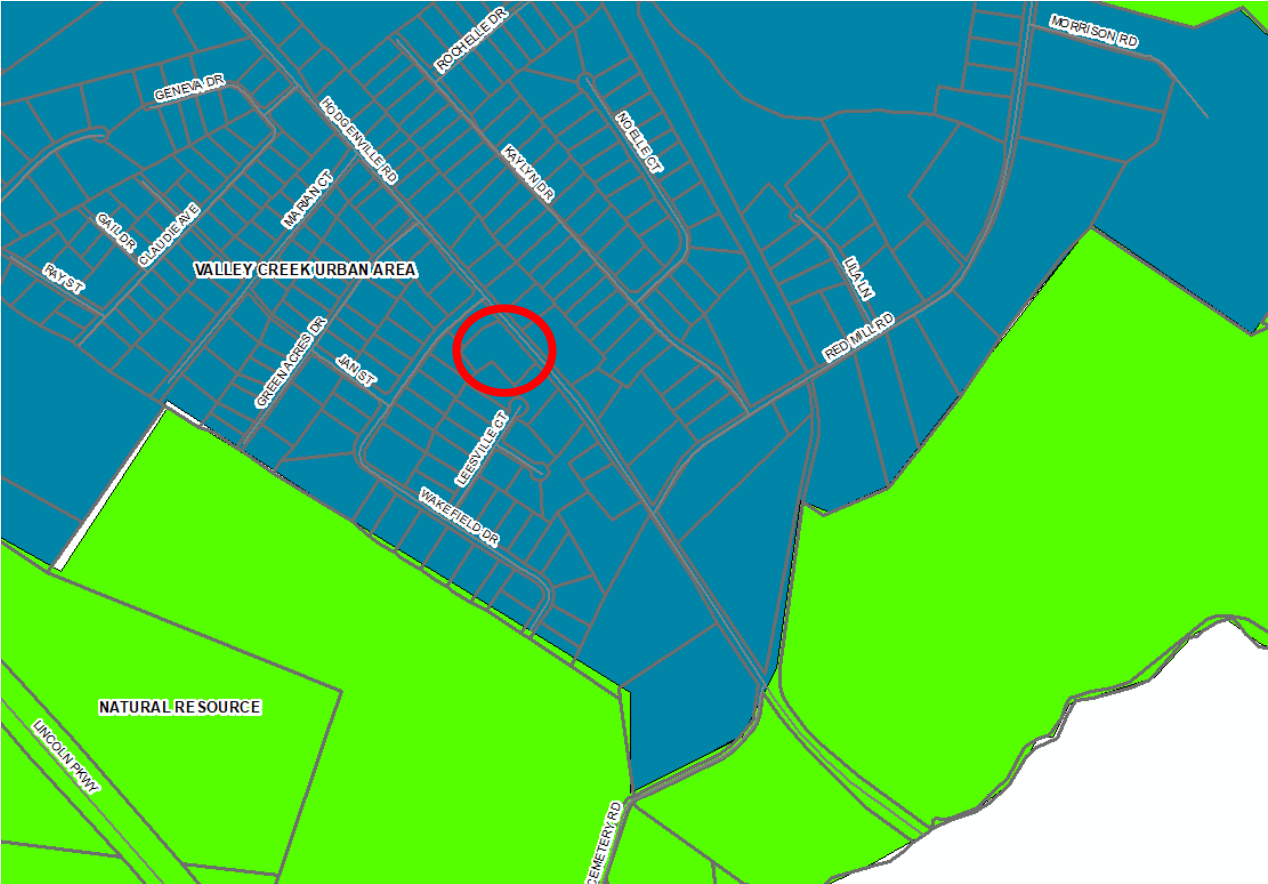 MORRISON RD
ROCHELLE DR
GENEVA DR
HODGENVILLE RD
NOELLE CT
KAYLYN DR
MARIAN CT
GAIL DR
CLAUDIE AVE
RAY ST
VALLEY CREEK URBAN AREA
LILA LN
RED MILL RD
GREEN ACRES DR
JAN ST
LEESVILLE CT
WAKEFIELD DR
NATURAL RESOURCE
LINCOLN PKWY
CEMETERY RD